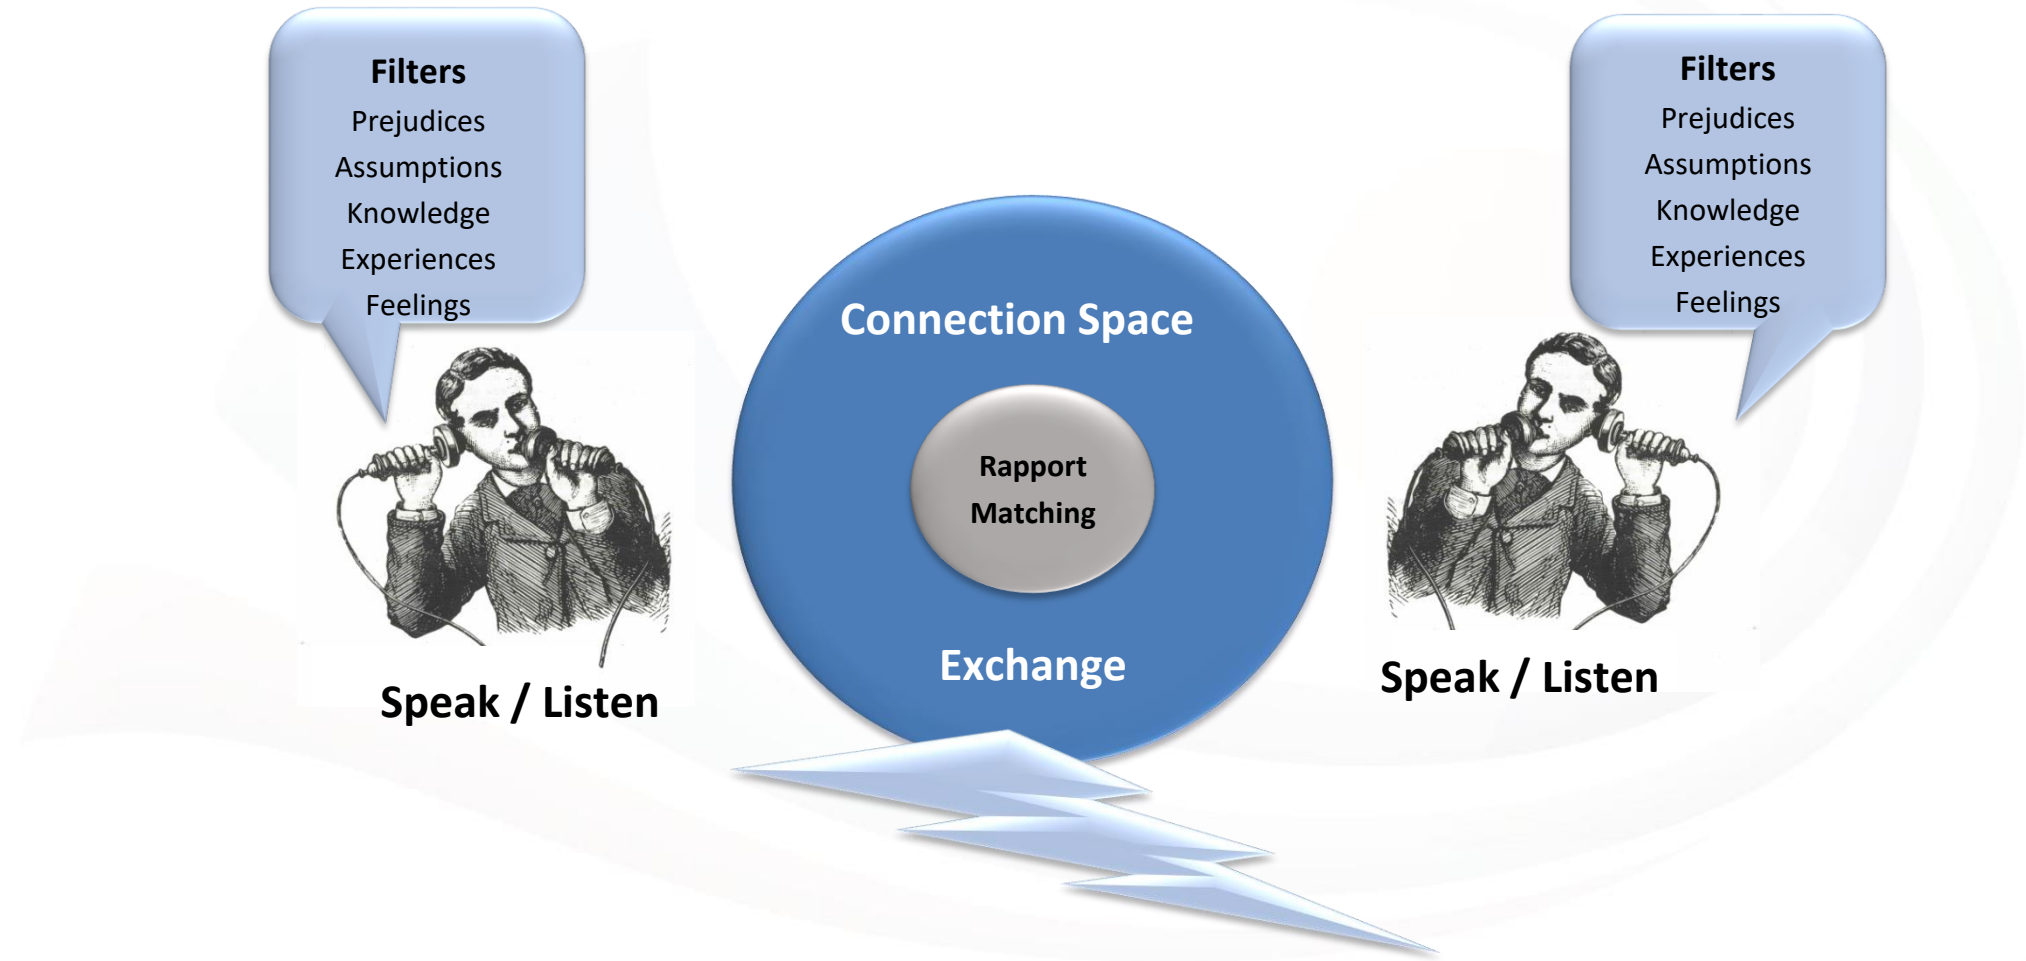 Filters
Prejudices
Assumptions
Knowledge
Experiences
Feelings
Speak / Listen
Connection Space
Rapport
Matching
Exchange
Filters
Prejudices
Assumptions
Knowledge
Experiences
Feelings
Speak / Listen